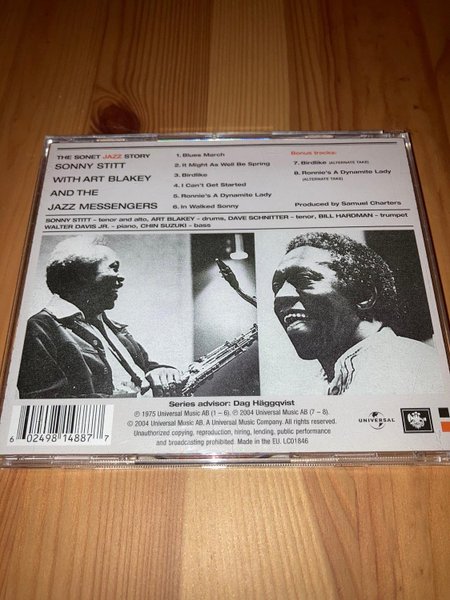 THE SONET JAZZ STORY
SONNY STITT
WITH ART BLAKEY
AND THE
JAZZ MESSENGERS
1. Blues March
2. It Might As Well Be Spring
3. Birdlike
4. I Can't Get Started
5. Ronnie's A Dynamite Lady
6. In Walked Sonny
Bonus tracks:
7. Birdlike (ALTERNATE TAKE)
8. Ronnie's A Dynamite Lady
(ALTERNATE TAKE)
Produced by Samuel Charters
SONNY STITT – tenor and alto, ART BLAKEY – drums, DAVE SCHNITTER – tenor, BILL HARDMAN – trumpet
WALTER DAVIS JR. – piano, CHIN SUZUKI – bass
Series advisor: Dag Häggqvist
℗ 1975 Universal Music AB (1 – 6). ℗ 2004 Universal Music AB (7 – 8).
© 2004 Universal Music AB. A Universal Music Company. All rights reserved.
Unauthorized copying, reproduction, hiring, lending, public performance
and broadcasting prohibited. Made in the EU. LC01846
6 02498 14887 7
UNIVERSAL